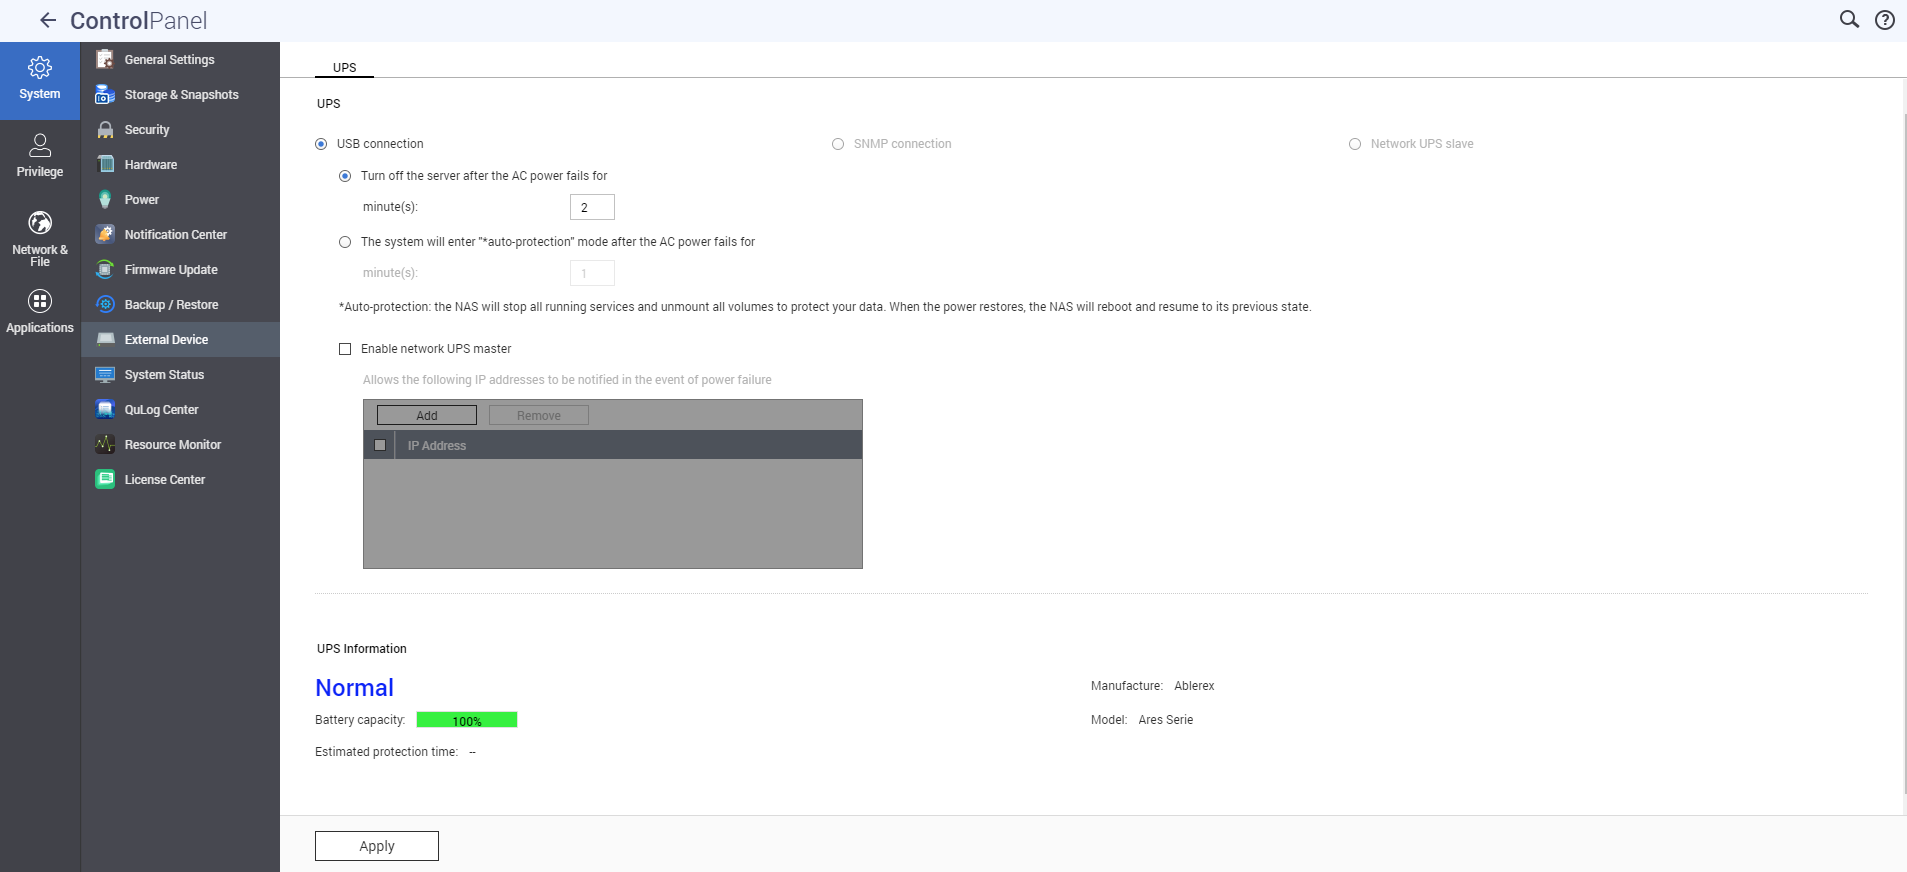 ControlPanel
System
Privilege
Network &
File
Applications
General Settings
Storage & Snapshots
Security
Hardware
Power
Notification Center
Firmware Update
Backup / Restore
External Device
System Status
QuLog Center
Resource Monitor
License Center
UPS
UPS
USB connection
SNMP connection
Network UPS slave
Turn off the server after the AC power fails for
minute(s): 2
The system will enter "*auto-protection" mode after the AC power fails for
minute(s): 1
*Auto-protection: the NAS will stop all running services and unmount all volumes to protect your data. When the power restores, the NAS will reboot and resume to its previous state.
Enable network UPS master
Allows the following IP addresses to be notified in the event of power failure
Add Remove
IP Address
UPS Information
Normal
Manufacture: Ablerex
Battery capacity: 100%
Model: Ares Serie
Estimated protection time: --
Apply